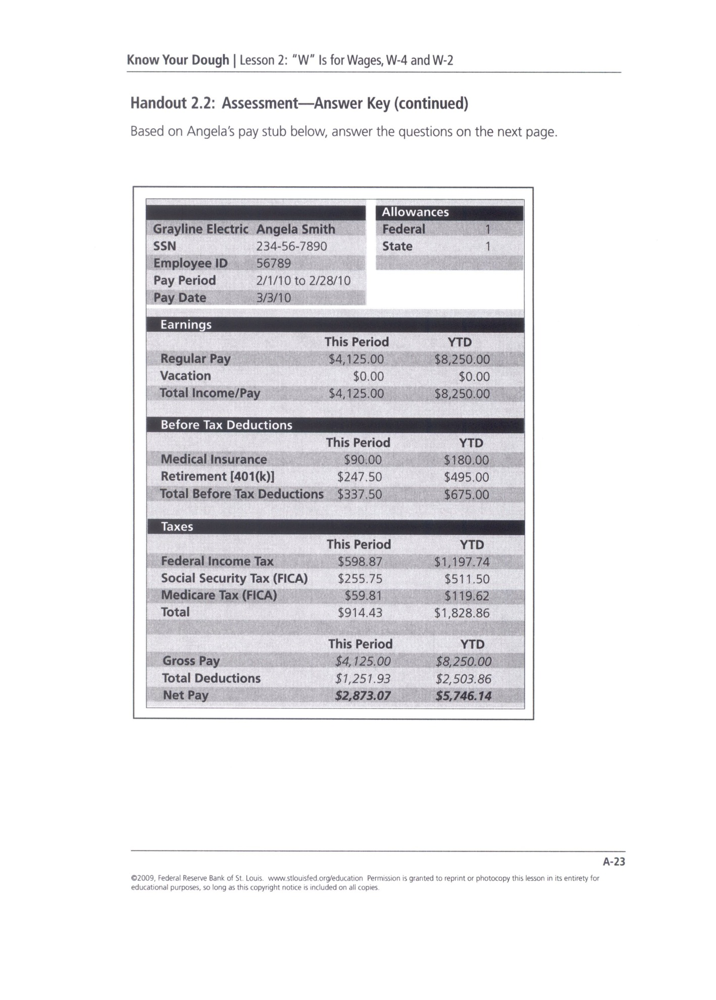 Know Your Dough | Lesson 2: "W" Is for Wages, W-4 and W-2
Handout 2.2: Assessment—Answer Key (continued)
Based on Angela's pay stub below, answer the questions on the next page.
Allowances
Grayline Electric Angela Smith Federal 1
SSN 234-56-7890 State 1
Employee ID 56789
Pay Period 2/1/10 to 2/28/10
Pay Date 3/3/10
Earnings
This Period YTD
Regular Pay $4,125.00 $8,250.00
Vacation $0.00 $0.00
Total Income/Pay $4,125.00 $8,250.00
Before Tax Deductions
This Period YTD
Medical Insurance $90.00 $180.00
Retirement [401(k)] $247.50 $495.00
Total Before Tax Deductions $337.50 $675.00
Taxes
This Period YTD
Federal Income Tax $598.87 $1,197.74
Social Security Tax (FICA) $255.75 $511.50
Medicare Tax (FICA) $59.81 $119.62
Total $914.43 $1,828.86
This Period YTD
Gross Pay $4,125.00 $8,250.00
Total Deductions $1,251.93 $2,503.86
Net Pay $2,873.07 $5,746.14
A-23
©2009, Federal Reserve Bank of St. Louis. www.stlouisfed.org/education Permission is granted to reprint or photocopy this lesson in its entirety for
educational purposes, so long as this copyright notice is included on all copies.